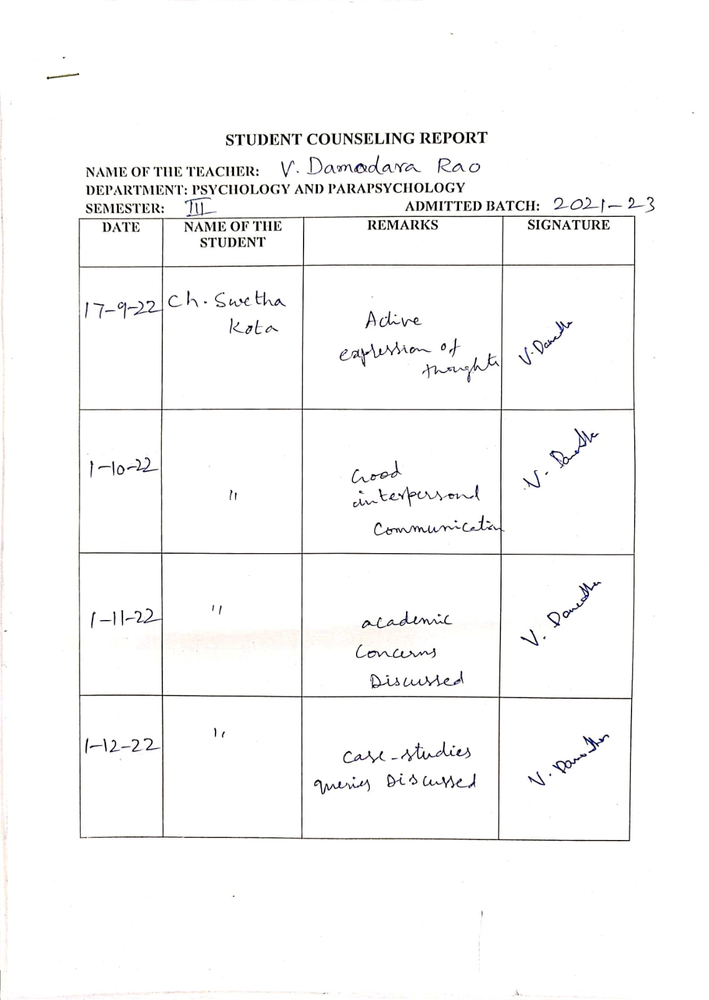 STUDENT COUNSELING REPORT
NAME OF THE TEACHER: V. Damodara Rao
DEPARTMENT: PSYCHOLOGY AND PARAPSYCHOLOGY
SEMESTER: III ADMITTED BATCH: 2021-23
DATE NAME OF THE STUDENT REMARKS SIGNATURE
17-9-22 Ch. Swetha
Kota
Active
expression of
thoughts
1-10-22 "
Good
interpersonal
Communication
1-11-22 "
academic
Concerns
Discussed
1-12-22 "
Case-studies
queries Discussed